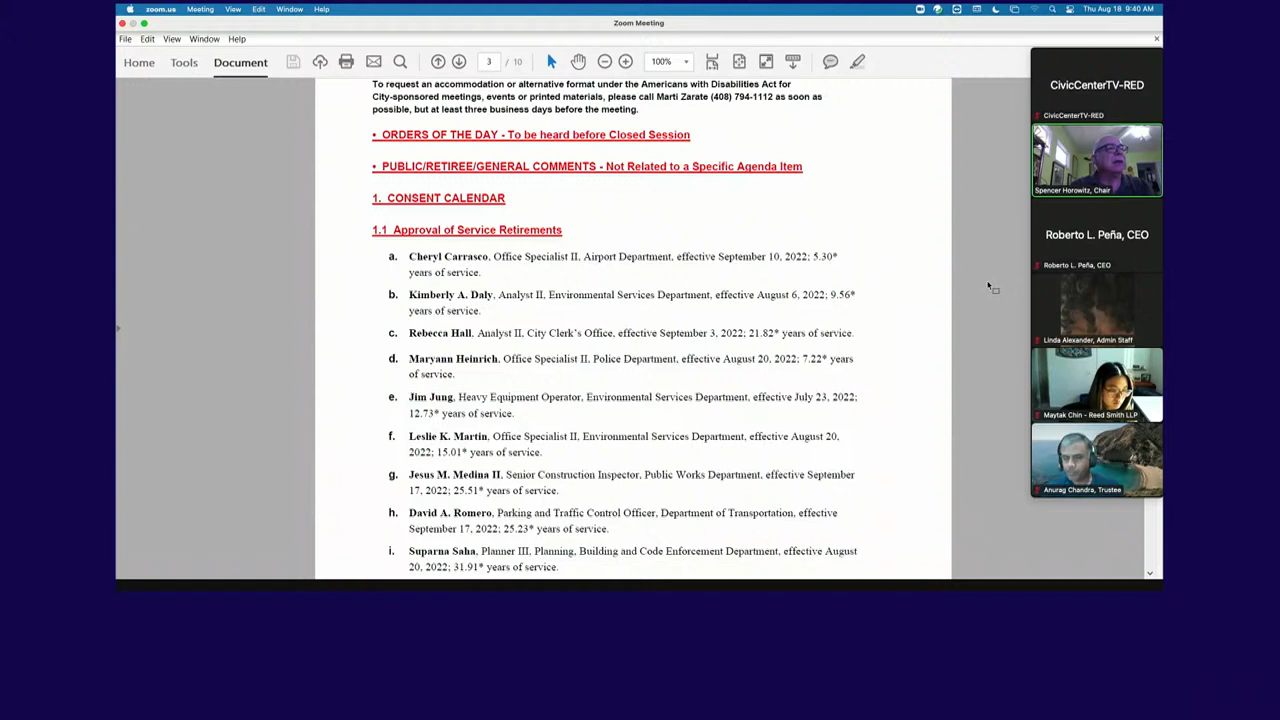 zoom.us Meeting View Edit Window Help Thu Aug 18 9:40 AM
Zoom Meeting
File Edit View Window Help
Home Tools Document 3 / 10 100%
To request an accommodation or alternative format under the Americans with Disabilities Act for
City-sponsored meetings, events or printed materials, please call Marti Zarate (408) 794-1112 as soon as
possible, but at least three business days before the meeting.
• ORDERS OF THE DAY - To be heard before Closed Session
• PUBLIC/RETIREE/GENERAL COMMENTS - Not Related to a Specific Agenda Item
1. CONSENT CALENDAR
1.1 Approval of Service Retirements
a. Cheryl Carrasco, Office Specialist II, Airport Department, effective September 10, 2022; 5.30*
years of service.
b. Kimberly A. Daly, Analyst II, Environmental Services Department, effective August 6, 2022; 9.56*
years of service.
c. Rebecca Hall, Analyst II, City Clerk's Office, effective September 3, 2022; 21.82* years of service.
d. Maryann Heinrich, Office Specialist II, Police Department, effective August 20, 2022; 7.22* years
of service.
e. Jim Jung, Heavy Equipment Operator, Environmental Services Department, effective July 23, 2022;
12.73* years of service.
f. Leslie K. Martin, Office Specialist II, Environmental Services Department, effective August 20,
2022; 15.01* years of service.
g. Jesus M. Medina II, Senior Construction Inspector, Public Works Department, effective September
17, 2022; 25.51* years of service.
h. David A. Romero, Parking and Traffic Control Officer, Department of Transportation, effective
September 17, 2022; 25.23* years of service.
i. Suparna Saha, Planner III, Planning, Building and Code Enforcement Department, effective August
20, 2022; 31.91* years of service.
CivicCenterTV-RED
CivicCenterTV-RED
Spencer Horowitz, Chair
Roberto L. Peña, CEO
Roberto L. Peña, CEO
Linda Alexander, Admin Staff
Maytak Chin - Reed Smith LLP
Anurag Chandra, Trustee